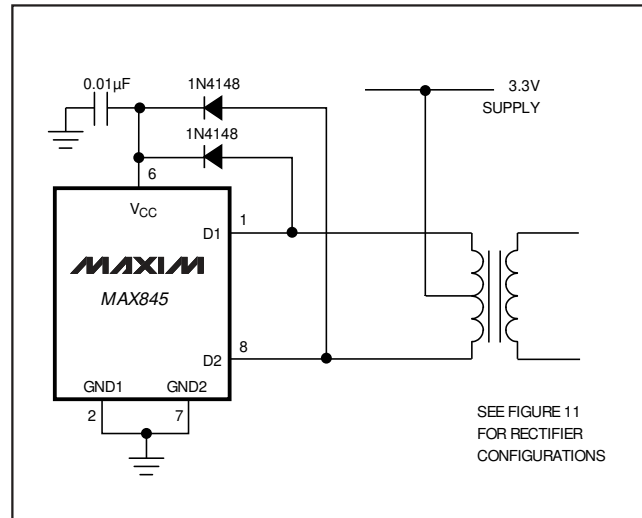 0.01µF
1N4148
3.3V
SUPPLY
1N4148
6
VCC
1
D1
MAXIM
MAX845
8
D2
GND1
GND2
2
7
SEE FIGURE 11
FOR RECTIFIER
CONFIGURATIONS